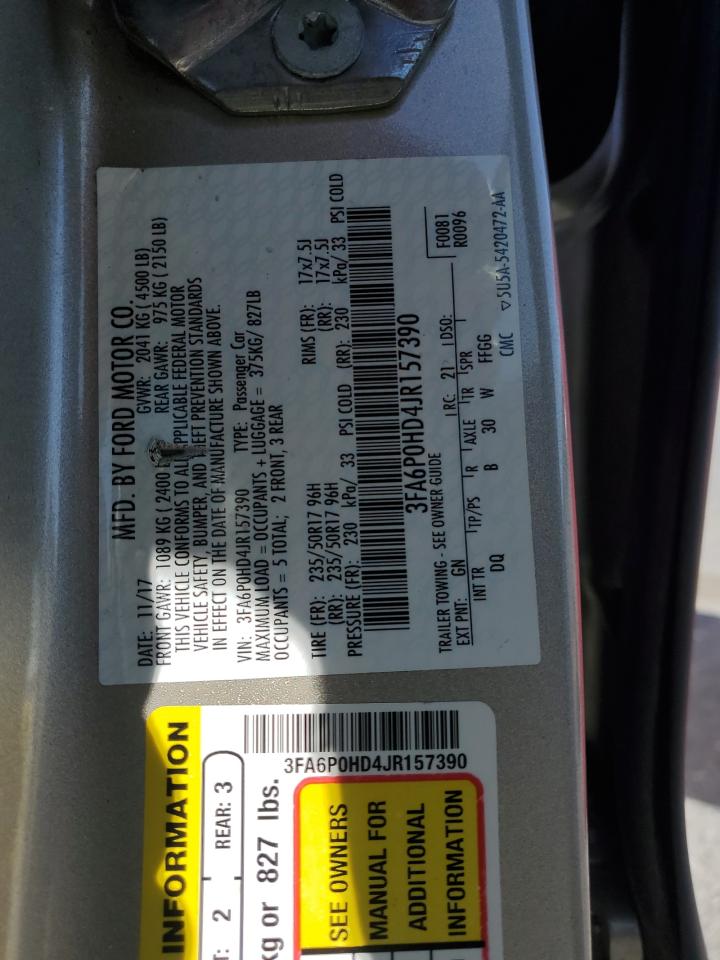 MFD. BY FORD MOTOR CO.
DATE: 11/17 GVWR: 2041 KG ( 4500 LB)
FRONT GAWR: 1089 KG ( 2400 REAR GAWR: 975 KG ( 2150 LB)
THIS VEHICLE CONFORMS TO ALL APPLICABLE FEDERAL MOTOR
VEHICLE SAFETY, BUMPER, AND THEFT PREVENTION STANDARDS
IN EFFECT ON THE DATE OF MANUFACTURE SHOWN ABOVE.
VIN: 3FA6P0HD4JR157390 TYPE: Passenger Car
MAXIMUM LOAD = OCCUPANTS + LUGGAGE = 375KG/ 827LB
OCCUPANTS = 5 TOTAL; 2 FRONT, 3 REAR
TIRE (FR): 235/50R17 96H RIMS (FR): 17x7.5J
(RR): 235/50R17 96H (RR): 17x7.5J
PRESSURE (FR): 230 kPa/ 33 PSI COLD (RR): 230 kPa/ 33 PSI COLD
3FA6P0HD4JR157390
TRAILER TOWING - SEE OWNER GUIDE
EXT PNT: GN RC: 21 DSO: F0081
R0096
INT TR TP/PS R AXLE TR SPR
DQ B 30 W FFGG
CMC ▽5U5A-5420472-AA
INFORMATION
T: 2 REAR: 3
kg or 827 lbs.
3FA6P0HD4JR157390
SEE OWNERS
MANUAL FOR
ADDITIONAL
INFORMATION